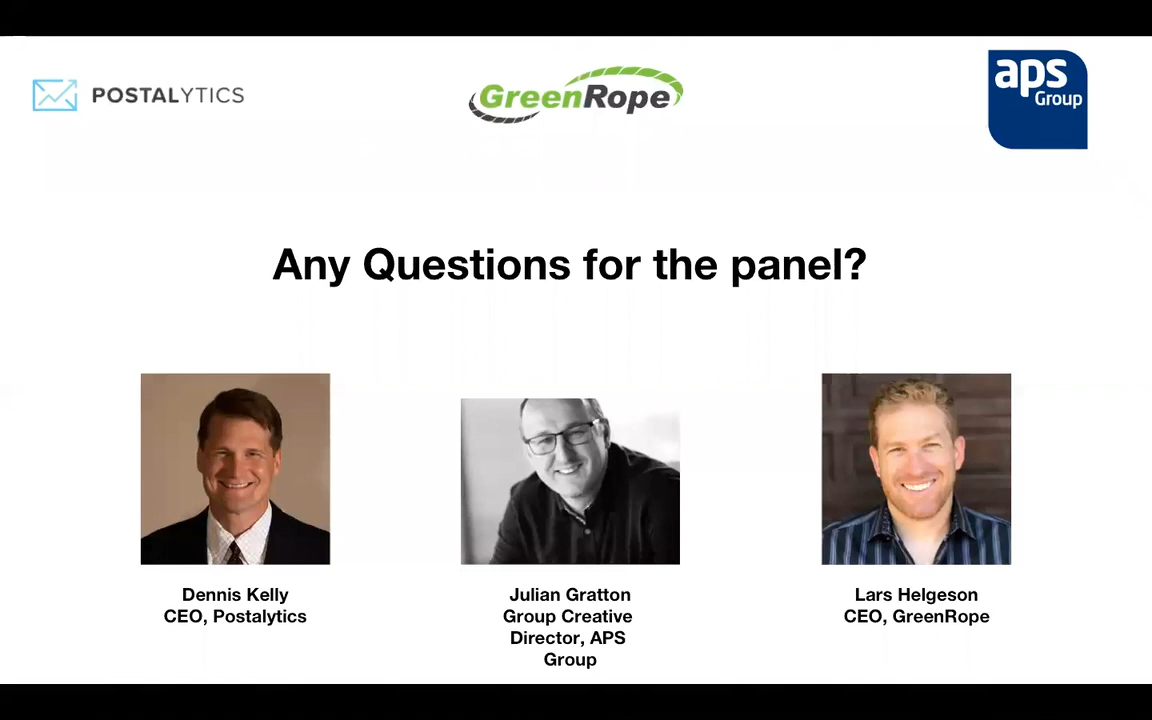 POSTALYTICS
GreenRope
aps
Group
Any Questions for the panel?
Dennis Kelly
CEO, Postalytics
Julian Gratton
Group Creative
Director, APS
Group
Lars Helgeson
CEO, GreenRope